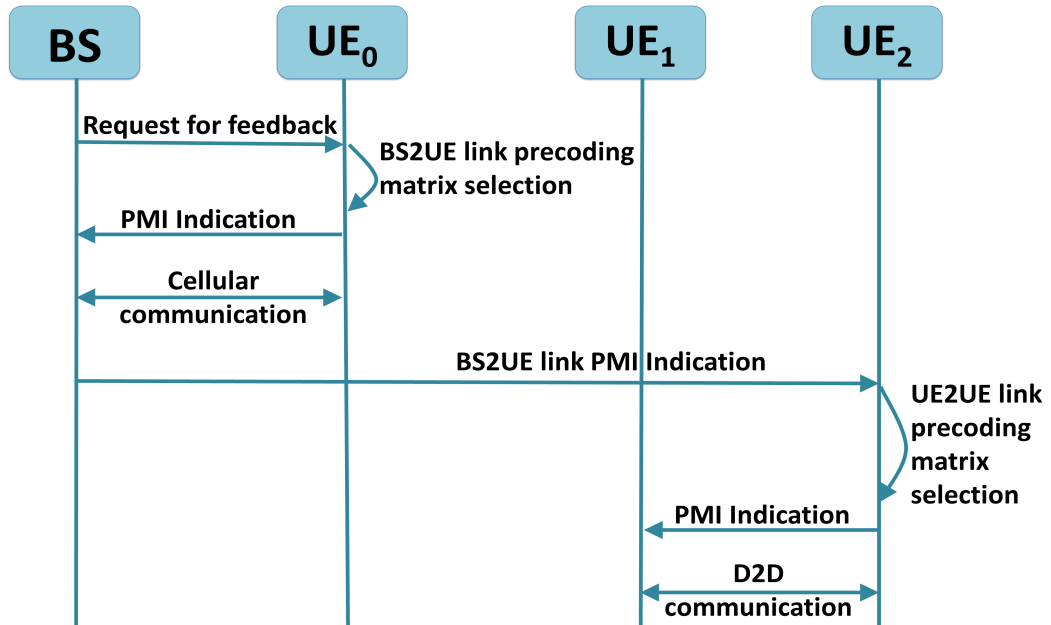 BS
UE0
UE1
UE2
Request for feedback
BS2UE link precoding
matrix selection
PMI Indication
Cellular
communication
BS2UE link PMI Indication
UE2UE link
precoding
matrix
selection
PMI Indication
D2D
communication